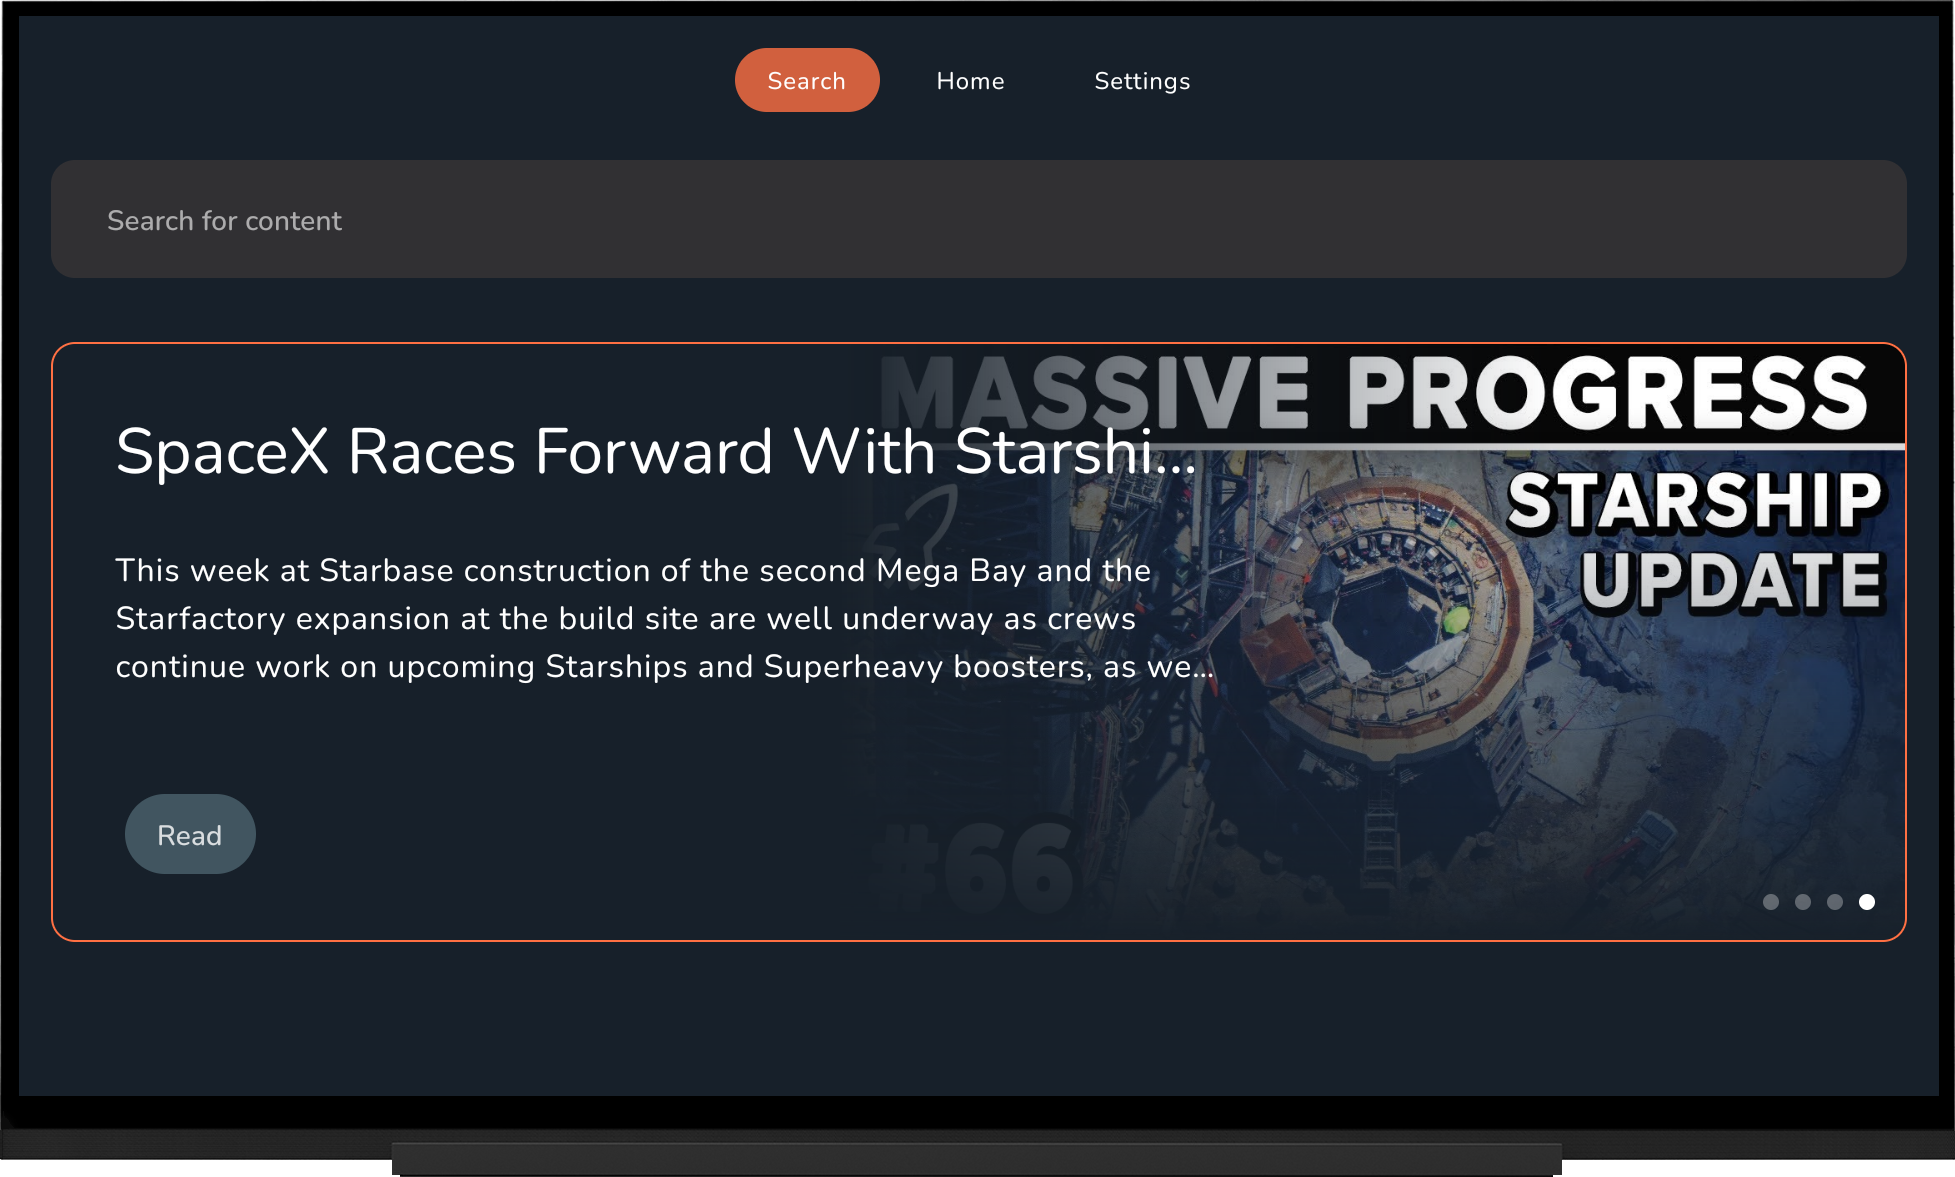 Search Home Settings
Search for content
MASSIVE PROGRESS
SpaceX Races Forward With Starshi...
STARSHIP
UPDATE
This week at Starbase construction of the second Mega Bay and the
Starfactory expansion at the build site are well underway as crews
continue work on upcoming Starships and Superheavy boosters, as we...
Read
#66